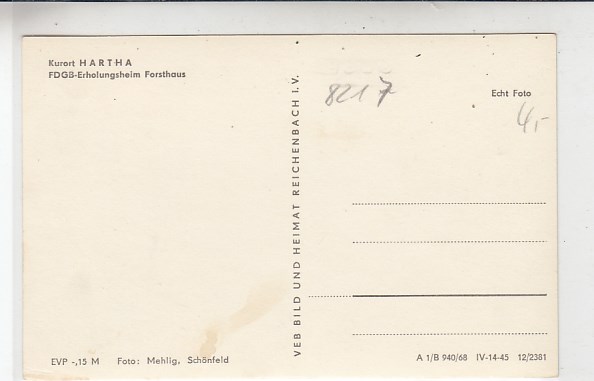 Kurort HARTHA
FDGB-Erholungsheim Forsthaus
VEB BILD UND HEIMAT REICHENBACH I. V.
8217
Echt Foto
4,-
EVP -,15 M Foto: Mehlig, Schönfeld
A 1/B 940/68 IV-14-45 12/2381